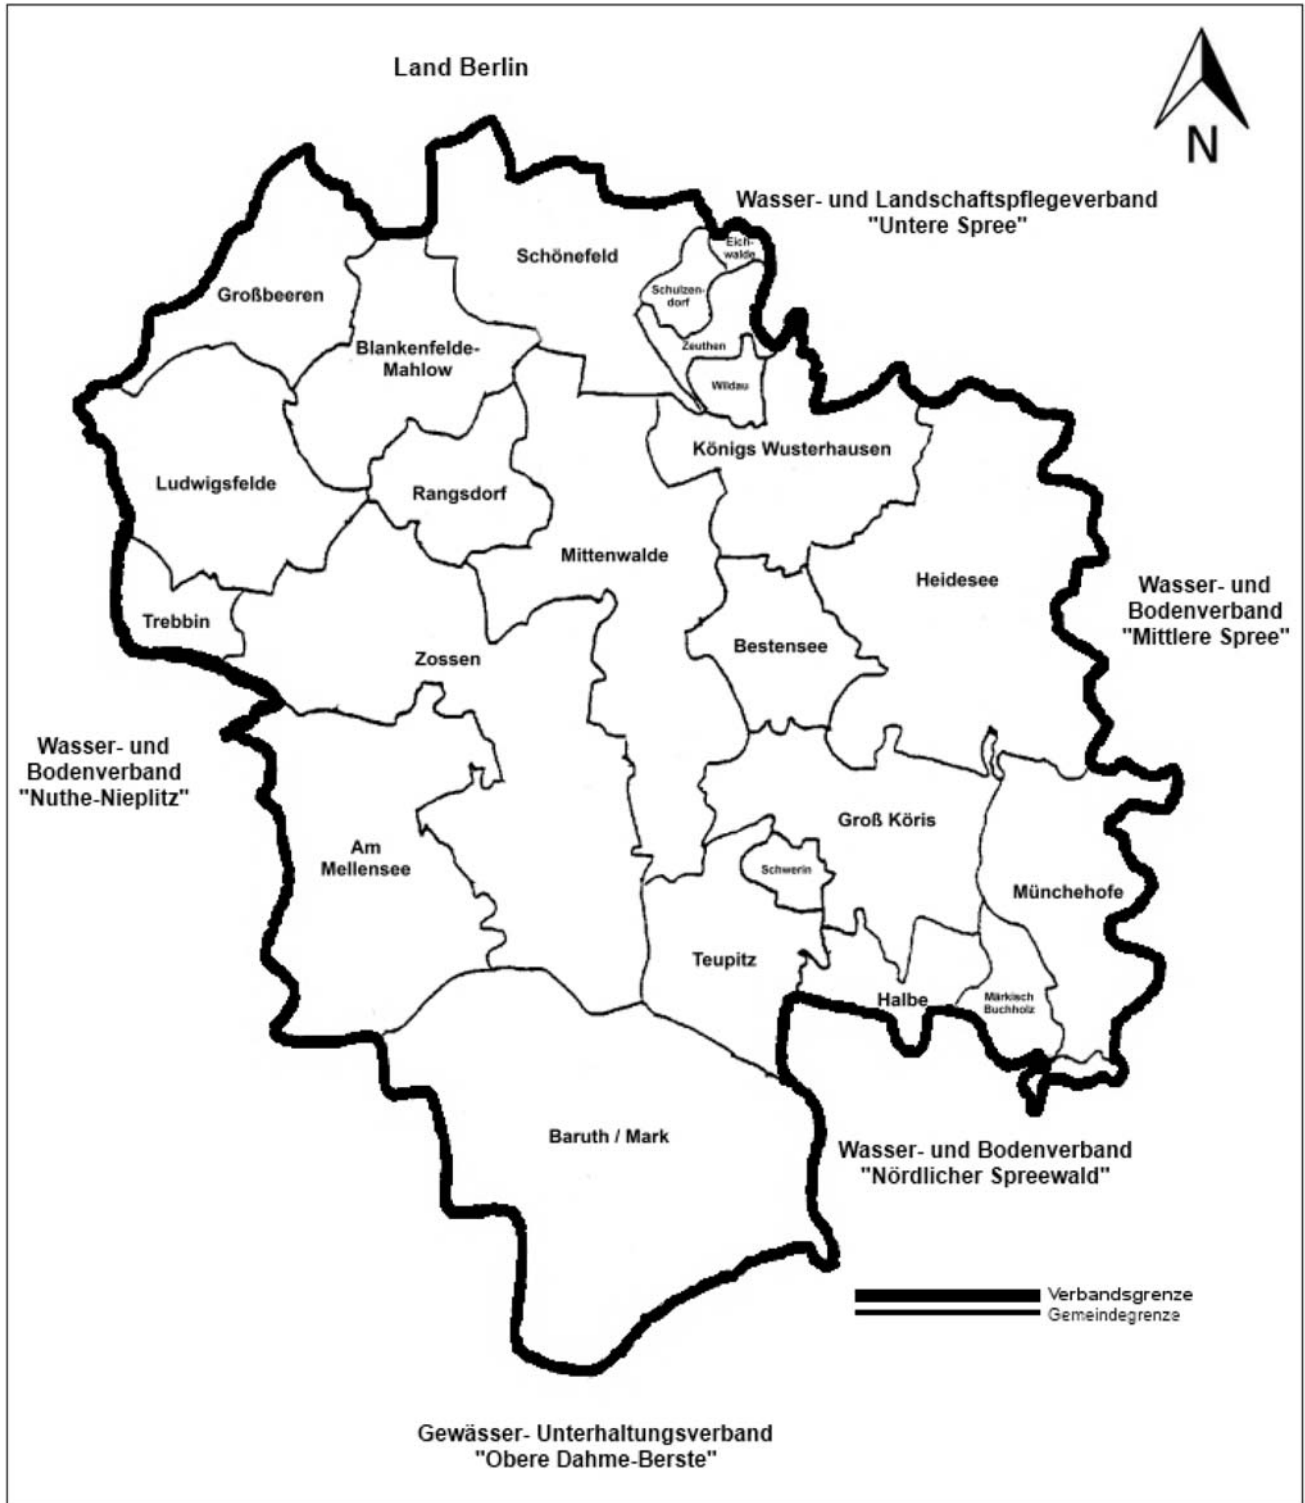 Land Berlin
N
Wasser- und Landschaftspflegeverband
"Untere Spree"
Eich-
walde
Schönefeld
Schulzen-
dorf
Großbeeren
Zeuthen
Blankenfelde-
Mahlow
Wildau
Königs Wusterhausen
Ludwigsfelde
Rangsdorf
Mittenwalde
Heidesee
Wasser- und
Bodenverband
"Mittlere Spree"
Trebbin
Bestensee
Zossen
Wasser- und
Bodenverband
"Nuthe-Nieplitz"
Groß Köris
Am
Mellensee
Schwerin
Münchehofe
Teupitz
Halbe
Märkisch
Buchholz
Baruth / Mark
Wasser- und Bodenverband
"Nördlicher Spreewald"
Verbandsgrenze
Gemeindegrenze
Gewässer- Unterhaltungsverband
"Obere Dahme-Berste"